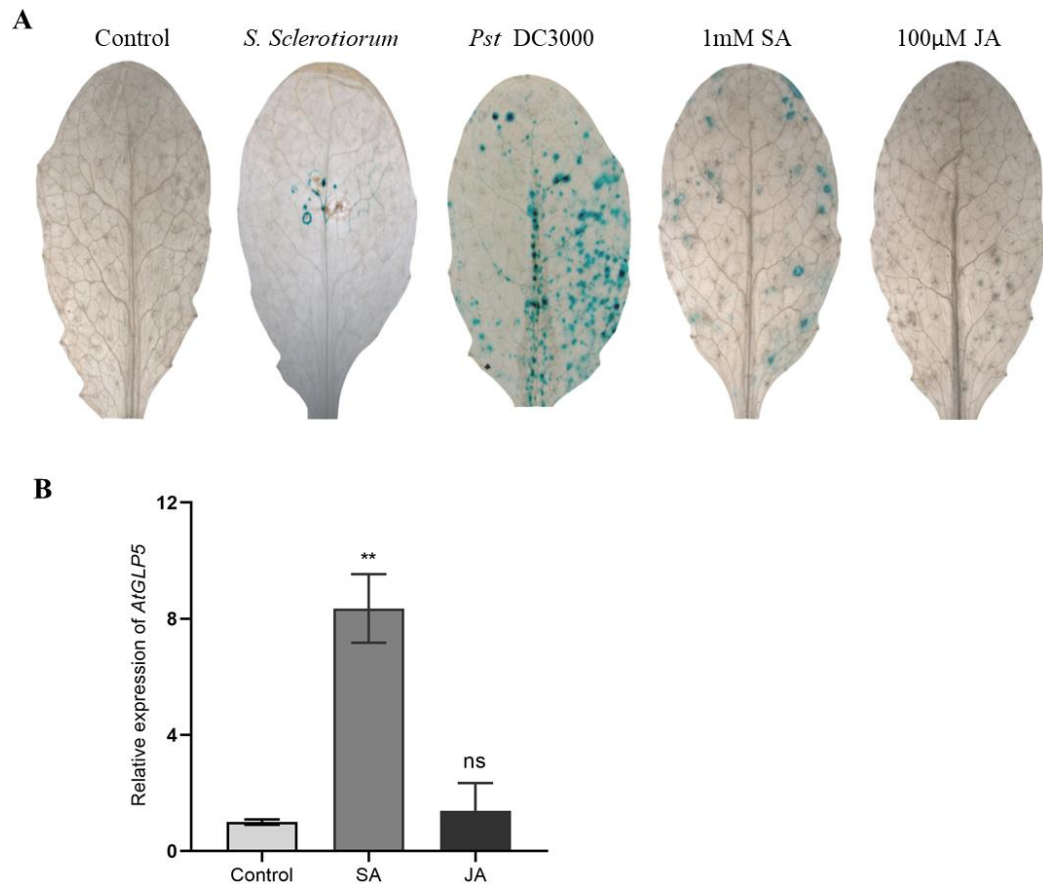 A
Control S. Sclerotiorum Pst DC3000 1mM SA 100μM JA
B
Relative expression of AtGLP5
12
8
4
0
**
ns
Control SA JA